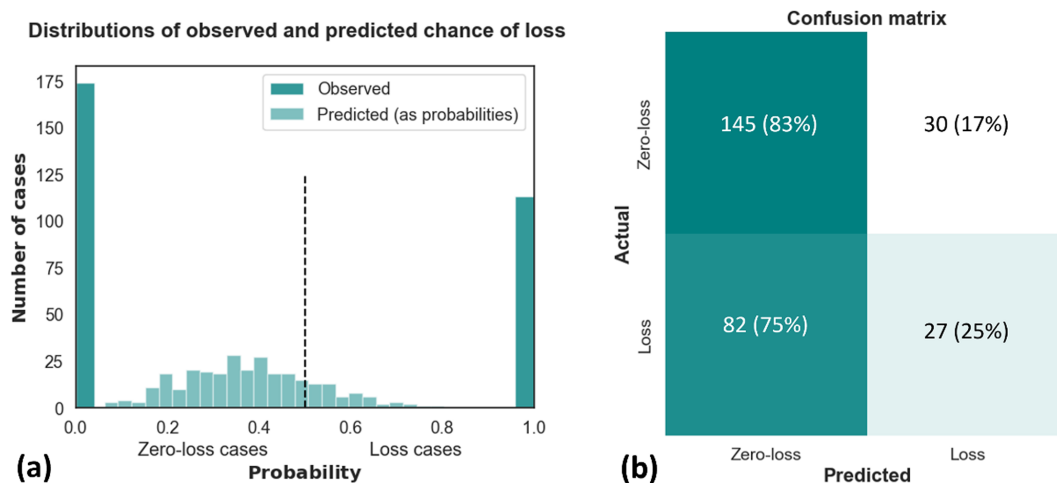 Distributions of observed and predicted chance of loss
Observed
Predicted (as probabilities)
175
150
125
100
75
50
25
0
Number of cases
0.0 0.2 0.4 0.6 0.8 1.0
Zero-loss cases Loss cases
Probability
(a)
Confusion matrix
Zero-loss
145 (83%) 30 (17%)
Actual
Loss
82 (75%) 27 (25%)
Zero-loss Loss
Predicted
(b)